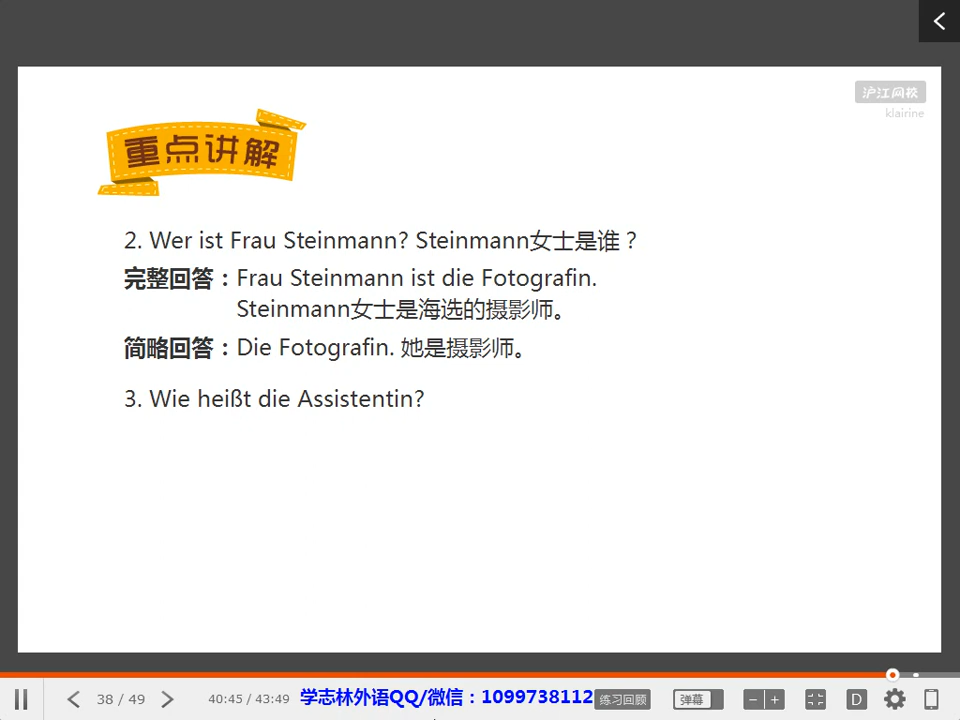 沪江网校
klairine
重点讲解
2. Wer ist Frau Steinmann? Steinmann女士是谁？
完整回答：Frau Steinmann ist die Fotografin.
Steinmann女士是海选的摄影师。
简略回答：Die Fotografin. 她是摄影师。
3. Wie heißt die Assistentin?
38 / 49 40:45 / 43:49 学志林外语QQ/微信：1099738112 练习回顾 弹幕 D